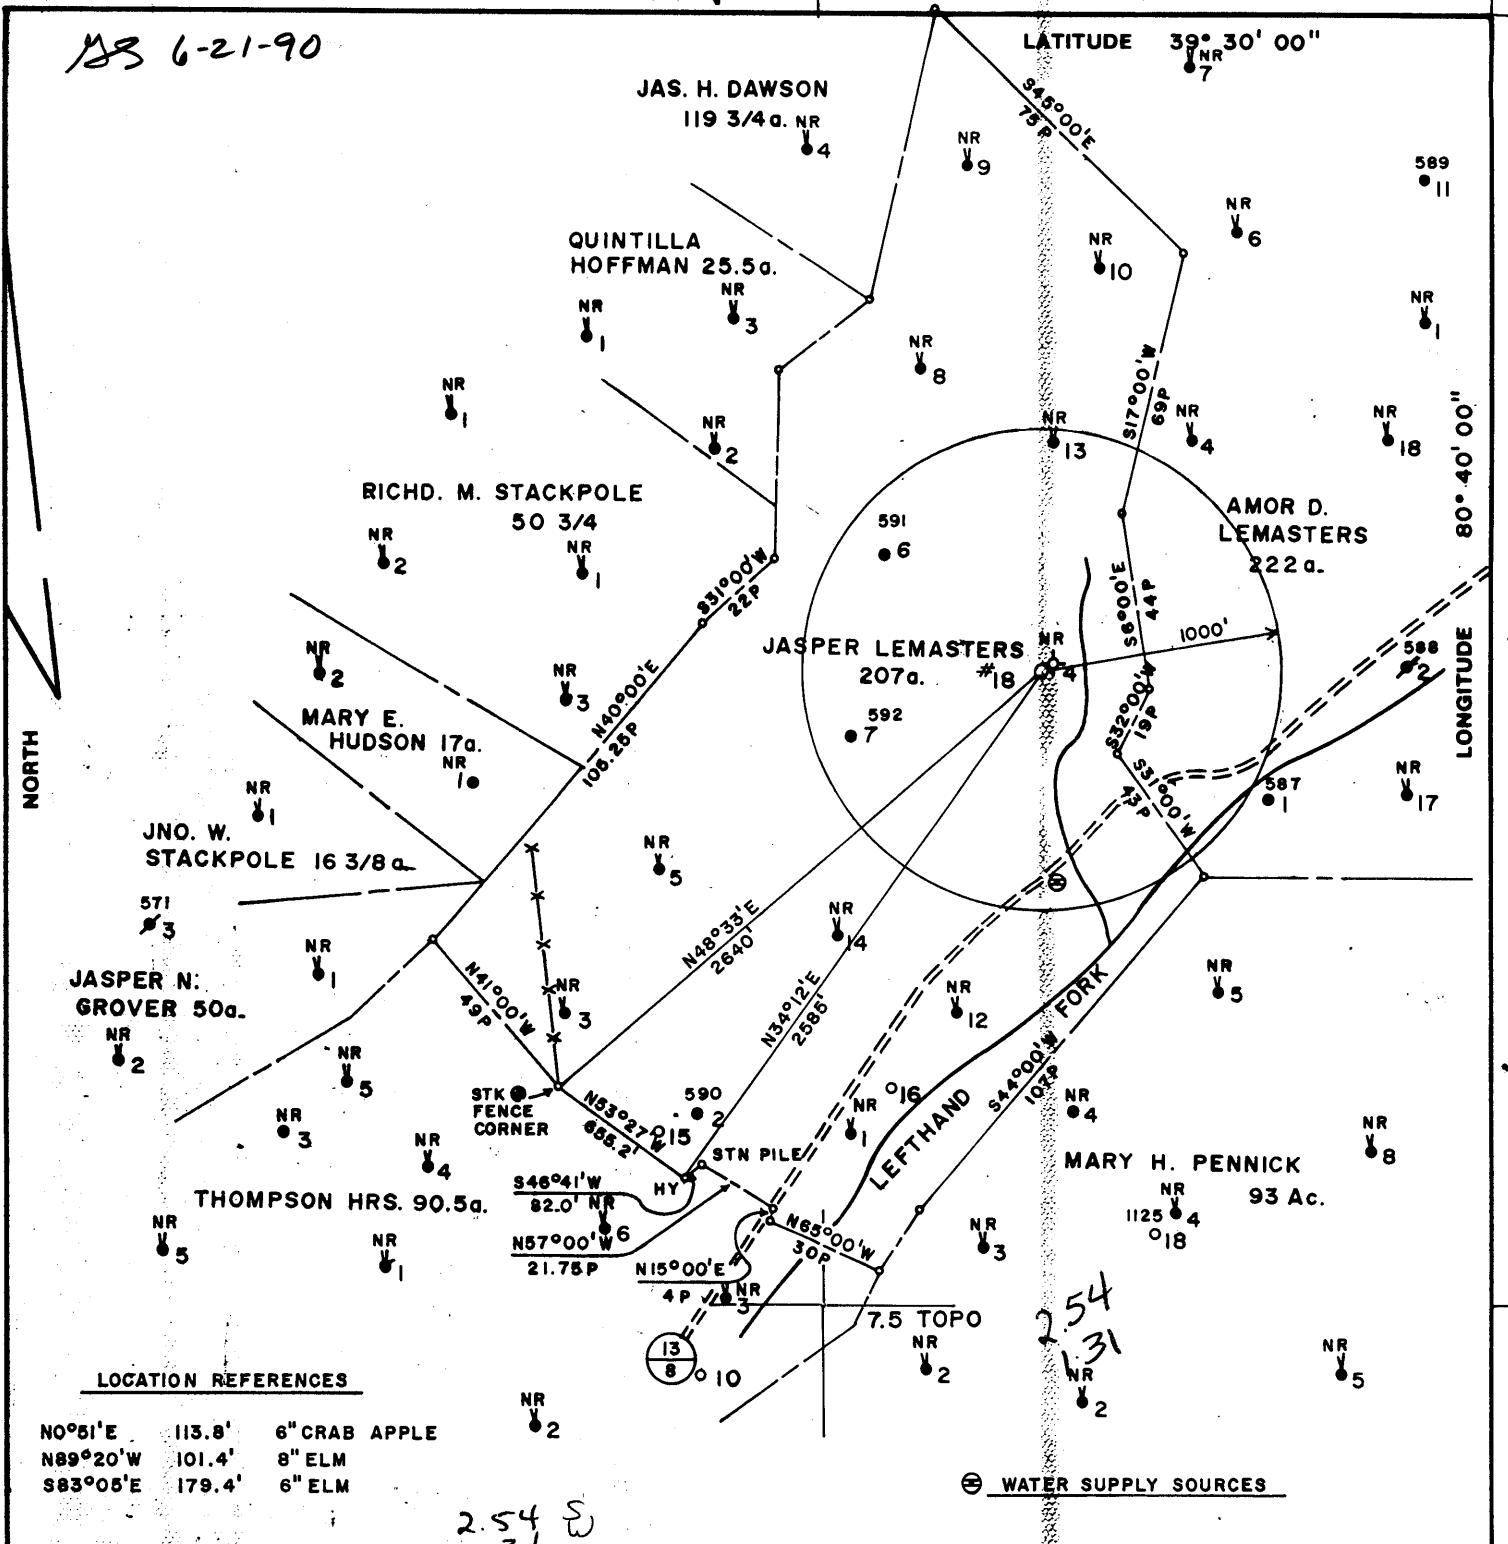 GS 6-21-90
LATITUDE 39° 30' 00"
NR
7
JAS. H. DAWSON
119 3/4 a.
NR
4
S45°00'E
75P
NR
9
589
11
NR
6
QUINTILLA
HOFFMAN 25.5a.
NR
10
NR
3
NR
1
NR
1
NR
8
S17°00'W
69P
NR
1
NR
2
NR
13
NR
4
NR
18
LONGITUDE 80° 40' 00"
RICHD. M. STACKPOLE
50 3/4
591
6
AMOR D.
LEMASTERS
222 a.
NR
2
NR
1
S31°00'W
22P
S6°00'E
44P
1000'
JASPER LEMASTERS
207a.
#18
NR
4
588
2
NR
2
NR
3
N40°00'E
105.25P
S32°00'W
19P
MARY E.
HUDSON 17a.
NR
1
592
7
NORTH
S31°00'W
43P
587
1
NR
17
NR
1
JNO. W.
STACKPOLE 16 3/8 a.
NR
5
571
3
NR
14
N48°33'E
2640'
NR
1
JASPER N.
GROVER 50a.
N41°00'W
49P
NR
3
N34°12'E
2585'
NR
12
NR
5
LEFTHAND FORK
S44°00'W
107P
NR
2
NR
5
STK
FENCE
CORNER
N53°27'W
655.2'
590
2
15
16
NR
1
NR
4
NR
3
NR
4
STN PILE
HY
MARY H. PENNICK
93 Ac.
NR
8
THOMPSON HRS. 90.5a.
S46°41'W
82.0'
NR
6
NR
4
1125
18
NR
5
NR
1
N57°00'W
21.75P
N65°00'W
30P
NR
3
N15°00'E
4P
NR
3
7.5 TOPO
2.54
1.31
13
8
10
NR
2
NR
2
NR
5
NR
2
LOCATION REFERENCES
N0°51'E 113.8' 6" CRAB APPLE
N89°20'W 101.4' 8" ELM
S83°05'E 179.4' 6" ELM
WATER SUPPLY SOURCES
2.54 S
W